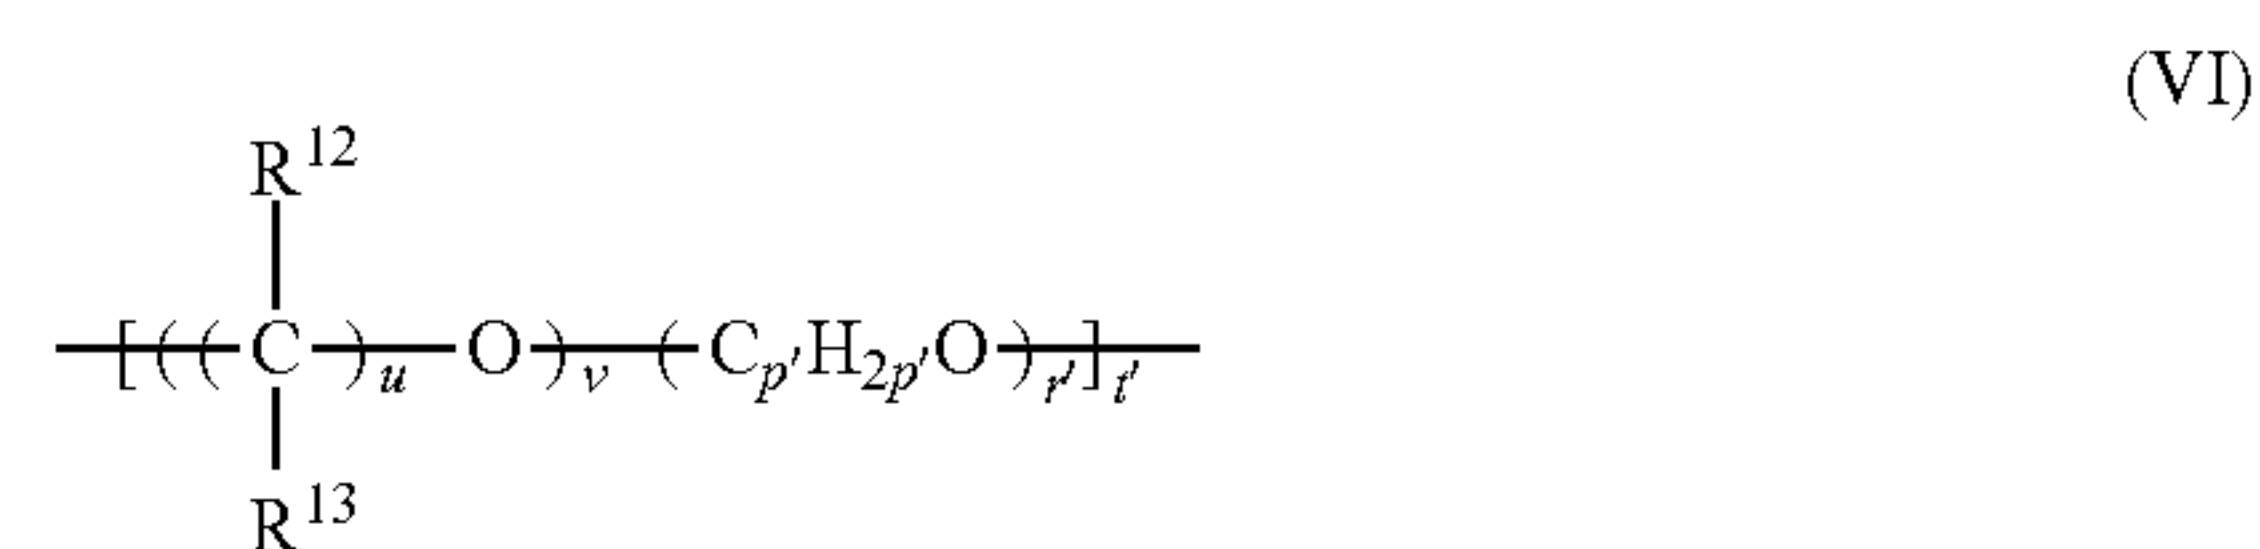 (VI)
R¹²
—[((—C—)ᵤ—O—)ᵥ—(—Cₚ′H₂ₚ′O—)ᵣ′]ₜ′—
R¹³